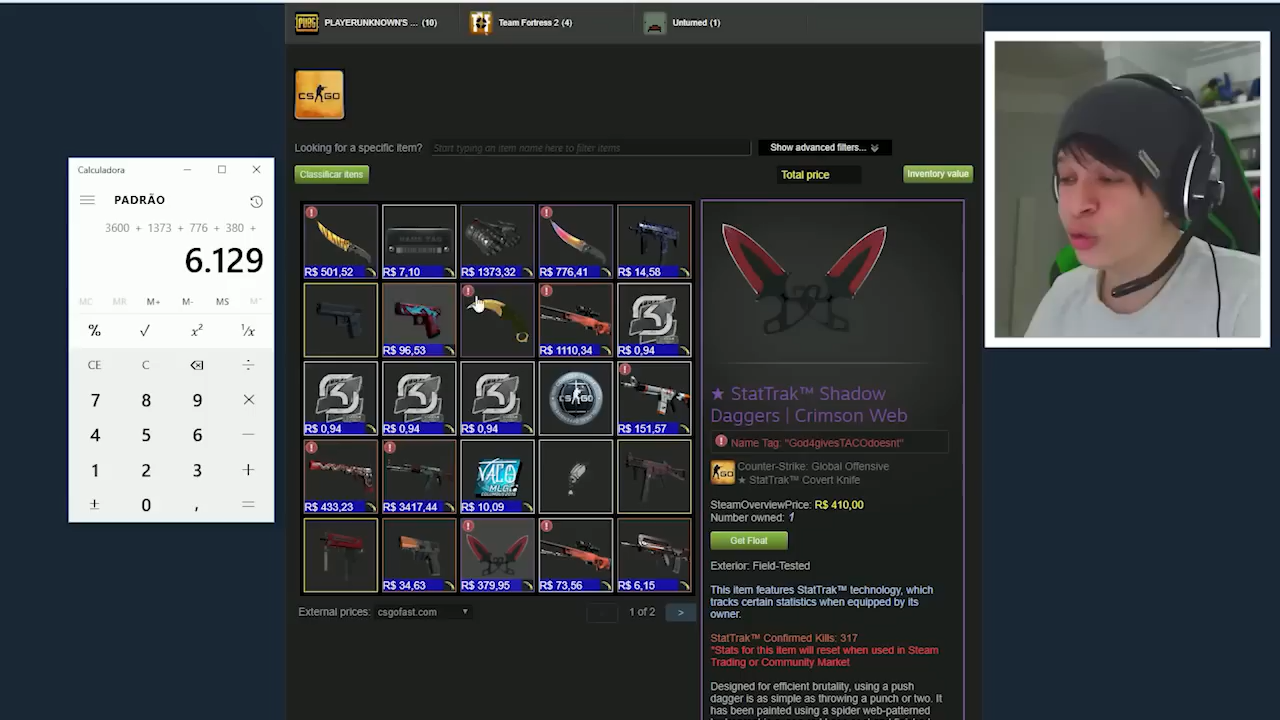 PLAYERUNKNOWN'S ... (10)
Team Fortress 2 (4)
Unturned (1)
CS GO
Looking for a specific item?
Start typing an item name here to filter items
Show advanced filters...
Classificar itens
Total price
Inventory value
Calculadora
PADRÃO
3600 + 1373 + 776 + 380 +
6.129
MC MR M+ M- MS M˅
% √ x² ¹/x
CE C ⌫ ÷
7 8 9 ×
4 5 6 −
1 2 3 +
± 0 , =
R$ 501,52
NAME TAG
R$ 7,10
R$ 1373,32
R$ 776,41
R$ 14,58
R$ 96,53
R$ 1110,34
R$ 0,94
R$ 0,94
R$ 0,94
R$ 0,94
CS GO
R$ 151,57
R$ 433,23
R$ 3417,44
R$ 10,09
R$ 34,63
R$ 379,95
R$ 73,56
R$ 6,15
External prices: csgofast.com
1 of 2
>
★ StatTrak™ Shadow
Daggers | Crimson Web
Name Tag: "God4givesTACOdoesnt"
Counter-Strike: Global Offensive
★ StatTrak™ Covert Knife
SteamOverviewPrice: R$ 410,00
Number owned: 1
Get Float
Exterior: Field-Tested
This item features StatTrak™ technology, which
tracks certain statistics when equipped by its
owner.
StatTrak™ Confirmed Kills: 317
*Stats for this item will reset when used in Steam
Trading or Community Market
Designed for efficient brutality, using a push
dagger is as simple as throwing a punch or two. It
has been painted using a spider web-patterned